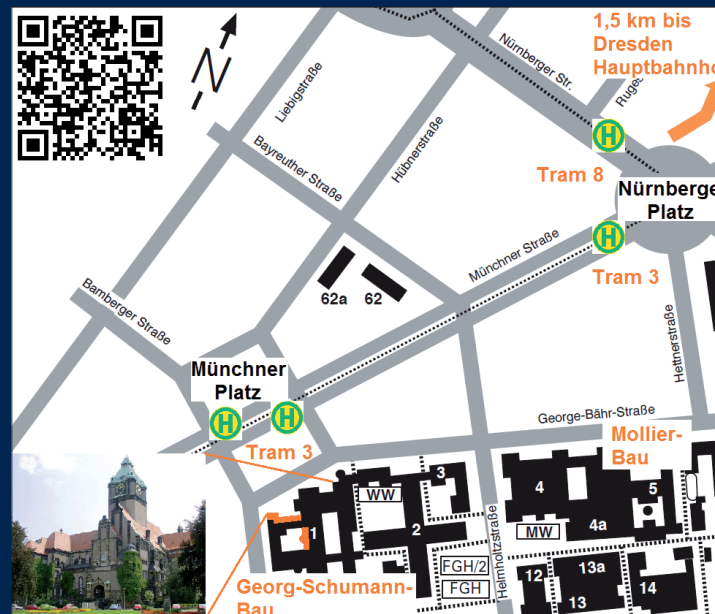 1,5 km bis
Dresden
Hauptbahnho
N
Liebigstraße
Nürnberger Str.
Ruge
Hübnerstraße
Bayreuther Straße
H
Tram 8
Nürnberge
Platz
H
Tram 3
Münchner Straße
Bamberger Straße
62a
62
Hettnerstraße
Münchner
Platz
H
H
Tram 3
George-Bähr-Straße
Mollier-
Bau
WW
3
4
5
1
2
MW
4a
Helmholtzstraße
FGH/2
FGH
12
13a
13
14
Georg-Schumann-
Bau